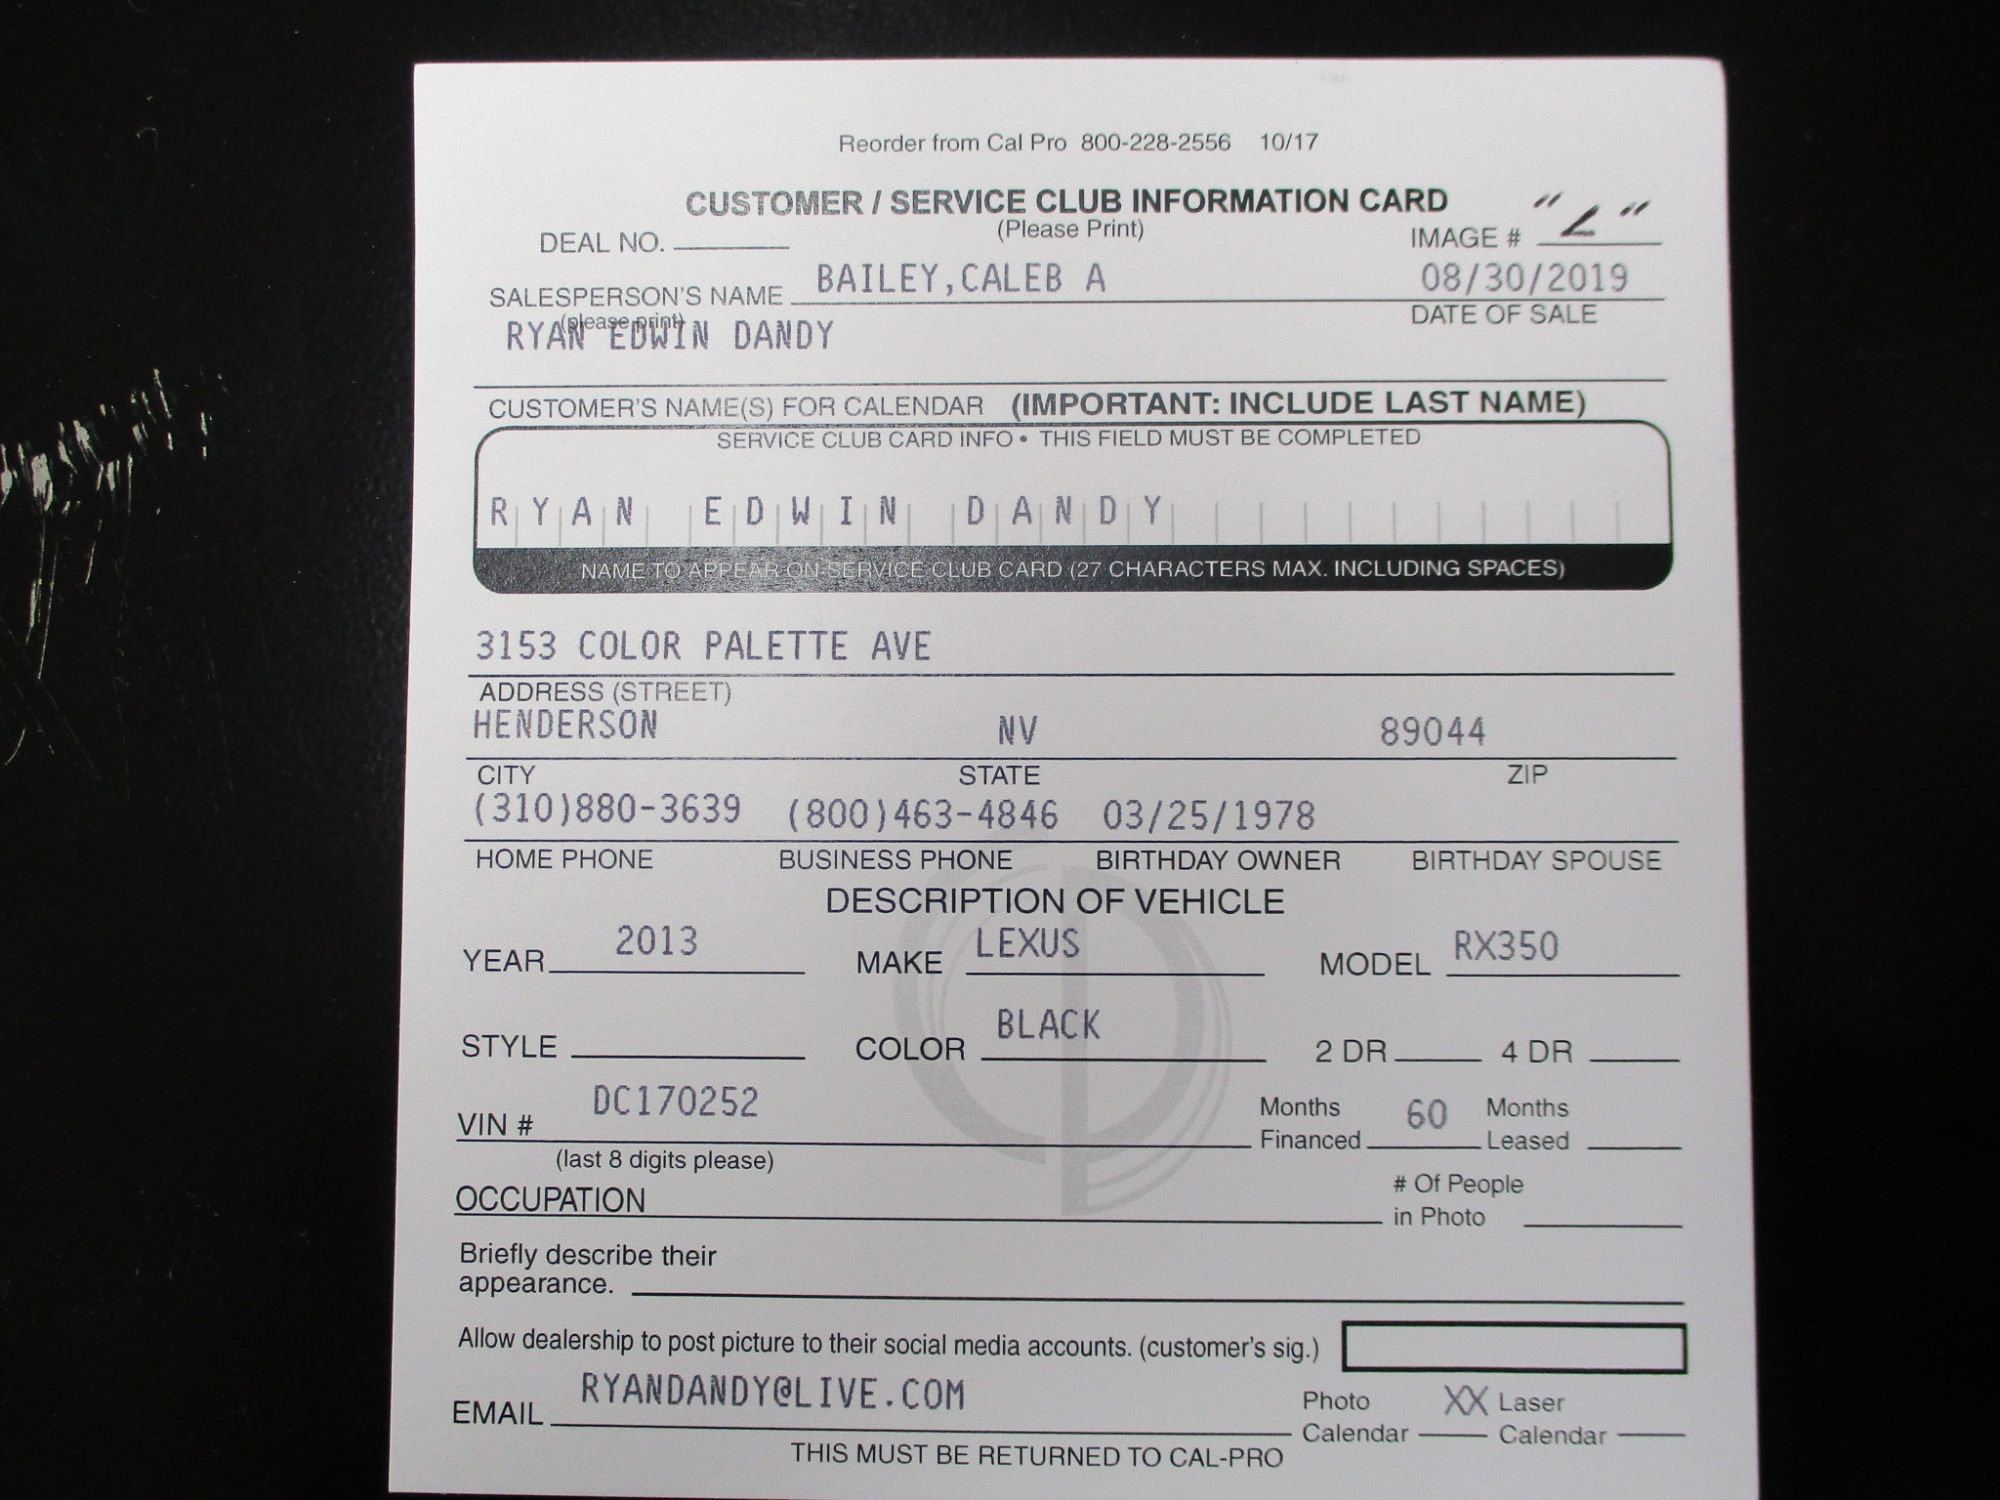 Reorder from Cal Pro 800-228-2556 10/17
CUSTOMER / SERVICE CLUB INFORMATION CARD
(Please Print)
DEAL NO.
IMAGE #
SALESPERSON'S NAME BAILEY,CALEB A 08/30/2019
(please print) DATE OF SALE
RYAN EDWIN DANDY
CUSTOMER'S NAME(S) FOR CALENDAR (IMPORTANT: INCLUDE LAST NAME)
SERVICE CLUB CARD INFO • THIS FIELD MUST BE COMPLETED
RYAN EDWIN DANDY
NAME TO APPEAR ON SERVICE CLUB CARD (27 CHARACTERS MAX. INCLUDING SPACES)
3153 COLOR PALETTE AVE
ADDRESS (STREET)
HENDERSON NV 89044
CITY STATE ZIP
(310)880-3639 (800)463-4846 03/25/1978
HOME PHONE BUSINESS PHONE BIRTHDAY OWNER BIRTHDAY SPOUSE
DESCRIPTION OF VEHICLE
YEAR 2013 MAKE LEXUS MODEL RX350
STYLE COLOR BLACK 2 DR 4 DR
VIN # DC170252 Months Financed 60 Months Leased
(last 8 digits please)
OCCUPATION # Of People in Photo
Briefly describe their
appearance.
Allow dealership to post picture to their social media accounts. (customer's sig.)
EMAIL RYANDANDY@LIVE.COM Photo Calendar XX Laser Calendar
THIS MUST BE RETURNED TO CAL-PRO